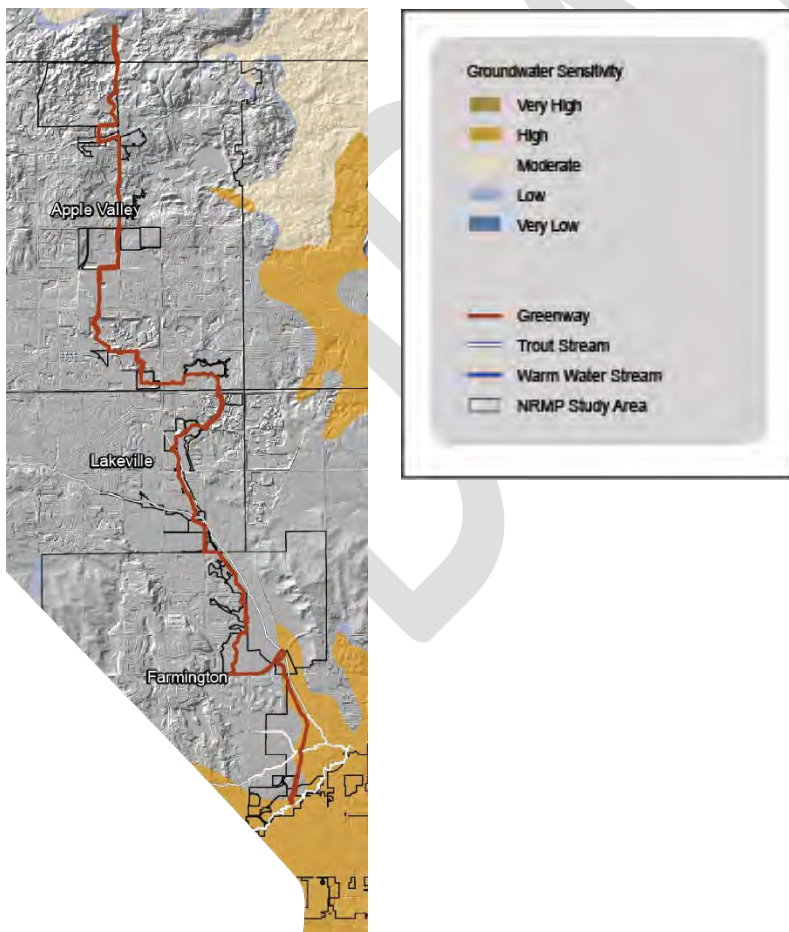 Apple Valley
Lakeville
Farmington
Groundwater Sensitivity
Very High
High
Moderate
Low
Very Low
Greenway
Trout Stream
Warm Water Stream
NRMP Study Area